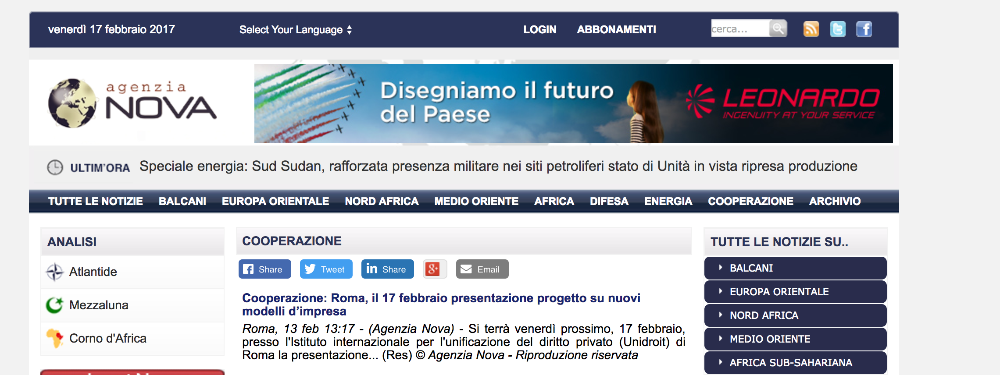 venerdì 17 febbraio 2017
Select Your Language
LOGIN
ABBONAMENTI
cerca...
agenzia
NOVA
Disegniamo il futuro
del Paese
LEONARDO
INGENUITY AT YOUR SERVICE
ULTIM'ORA
Speciale energia: Sud Sudan, rafforzata presenza militare nei siti petroliferi stato di Unità in vista ripresa produzione
TUTTE LE NOTIZIE BALCANI EUROPA ORIENTALE NORD AFRICA MEDIO ORIENTE AFRICA DIFESA ENERGIA COOPERAZIONE ARCHIVIO
ANALISI
Atlantide
Mezzaluna
Corno d'Africa
COOPERAZIONE
Share
Tweet
in Share
g+
Email
Cooperazione: Roma, il 17 febbraio presentazione progetto su nuovi
modelli d’impresa
Roma, 13 feb 13:17 - (Agenzia Nova) - Si terrà venerdì prossimo, 17 febbraio,
presso l'Istituto internazionale per l'unificazione del diritto privato (Unidroit) di
Roma la presentazione... (Res) © Agenzia Nova - Riproduzione riservata
TUTTE LE NOTIZIE SU..
BALCANI
EUROPA ORIENTALE
NORD AFRICA
MEDIO ORIENTE
AFRICA SUB-SAHARIANA